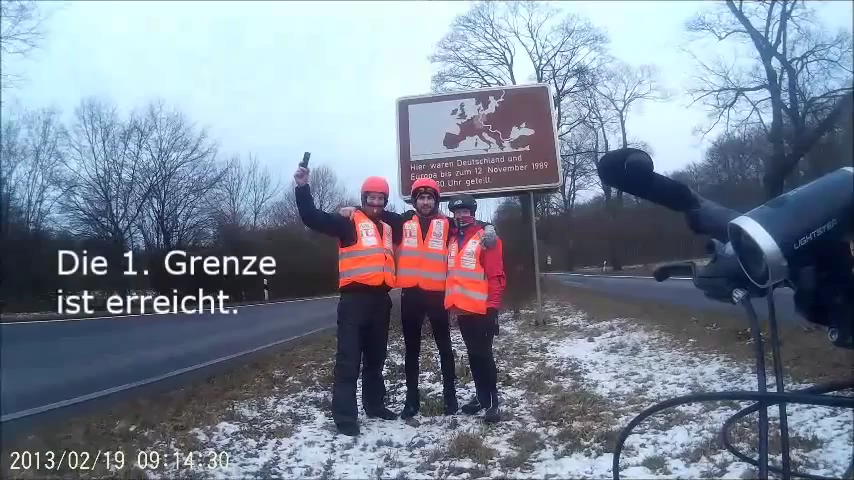 Hier waren Deutschland und
Europa bis zum 12. November 1989
Uhr geteilt
Die 1. Grenze
ist erreicht.
LIGHTSTER
2013/02/19 09:14:30